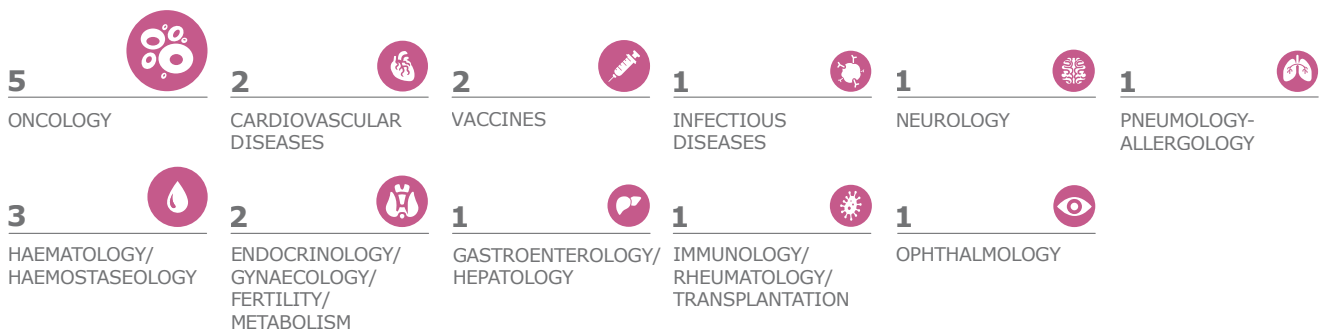 5
ONCOLOGY
2
CARDIOVASCULAR
DISEASES
2
VACCINES
1
INFECTIOUS
DISEASES
1
NEUROLOGY
1
PNEUMOLOGY-
ALLERGOLOGY
3
HAEMATOLOGY/
HAEMOSTASEOLOGY
2
ENDOCRINOLOGY/
GYNAECOLOGY/
FERTILITY/
METABOLISM
1
GASTROENTEROLOGY/
HEPATOLOGY
1
IMMUNOLOGY/
RHEUMATOLOGY/
TRANSPLANTATION
1
OPHTHALMOLOGY